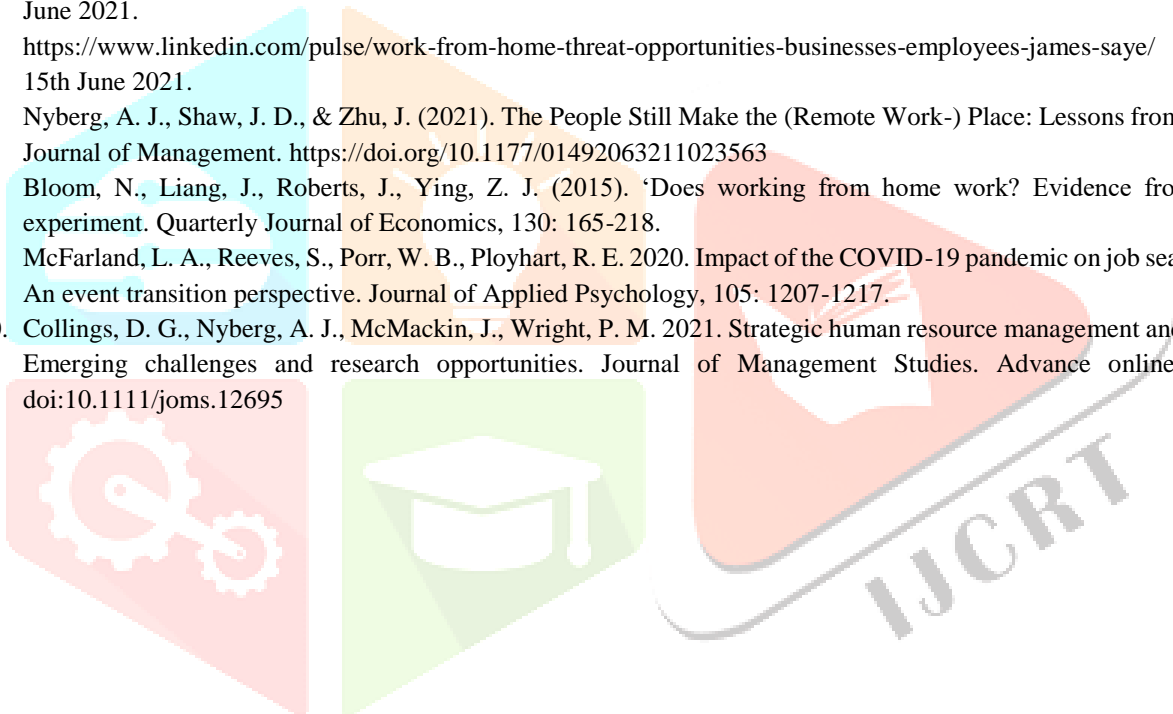 June 2021.
https://www.linkedin.com/pulse/work-from-home-threat-opportunities-businesses-employees-james-saye/
15th June 2021.
Nyberg, A. J., Shaw, J. D., & Zhu, J. (2021). The People Still Make the (Remote Work-) Place: Lessons from
Journal of Management. https://doi.org/10.1177/01492063211023563
Bloom, N., Liang, J., Roberts, J., Ying, Z. J. (2015). ‘Does working from home work? Evidence fro
experiment. Quarterly Journal of Economics, 130: 165-218.
McFarland, L. A., Reeves, S., Porr, W. B., Ployhart, R. E. 2020. Impact of the COVID-19 pandemic on job sea
An event transition perspective. Journal of Applied Psychology, 105: 1207-1217.
. Collings, D. G., Nyberg, A. J., McMackin, J., Wright, P. M. 2021. Strategic human resource management and
Emerging challenges and research opportunities. Journal of Management Studies. Advance online
doi:10.1111/joms.12695
IJCRT